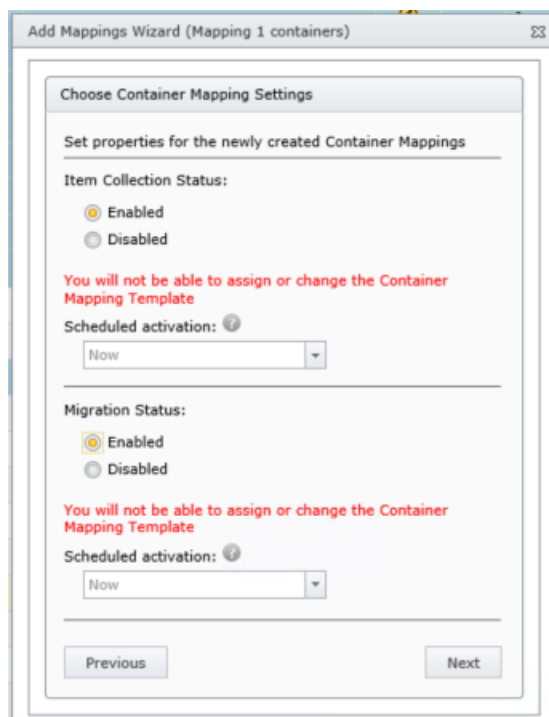 Add Mappings Wizard (Mapping 1 containers)
Choose Container Mapping Settings
Set properties for the newly created Container Mappings
Item Collection Status:
Enabled
Disabled
You will not be able to assign or change the Container
Mapping Template
Scheduled activation: ?
Now
Migration Status:
Enabled
Disabled
You will not be able to assign or change the Container
Mapping Template
Scheduled activation: ?
Now
Previous
Next